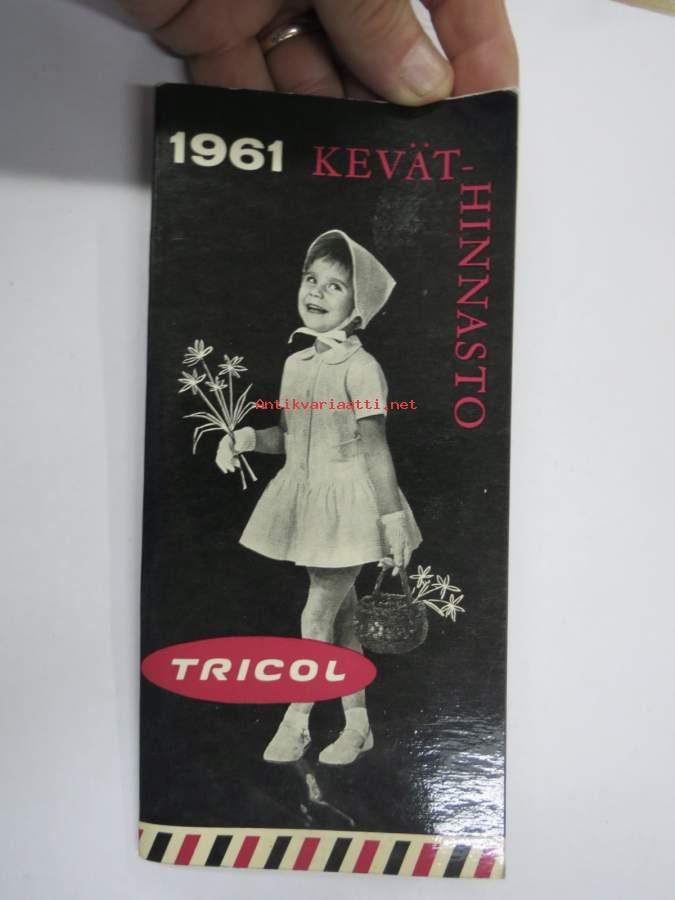 1961 KEVÄT-
HINNASTO
Antikvariaatti.net
TRICOL